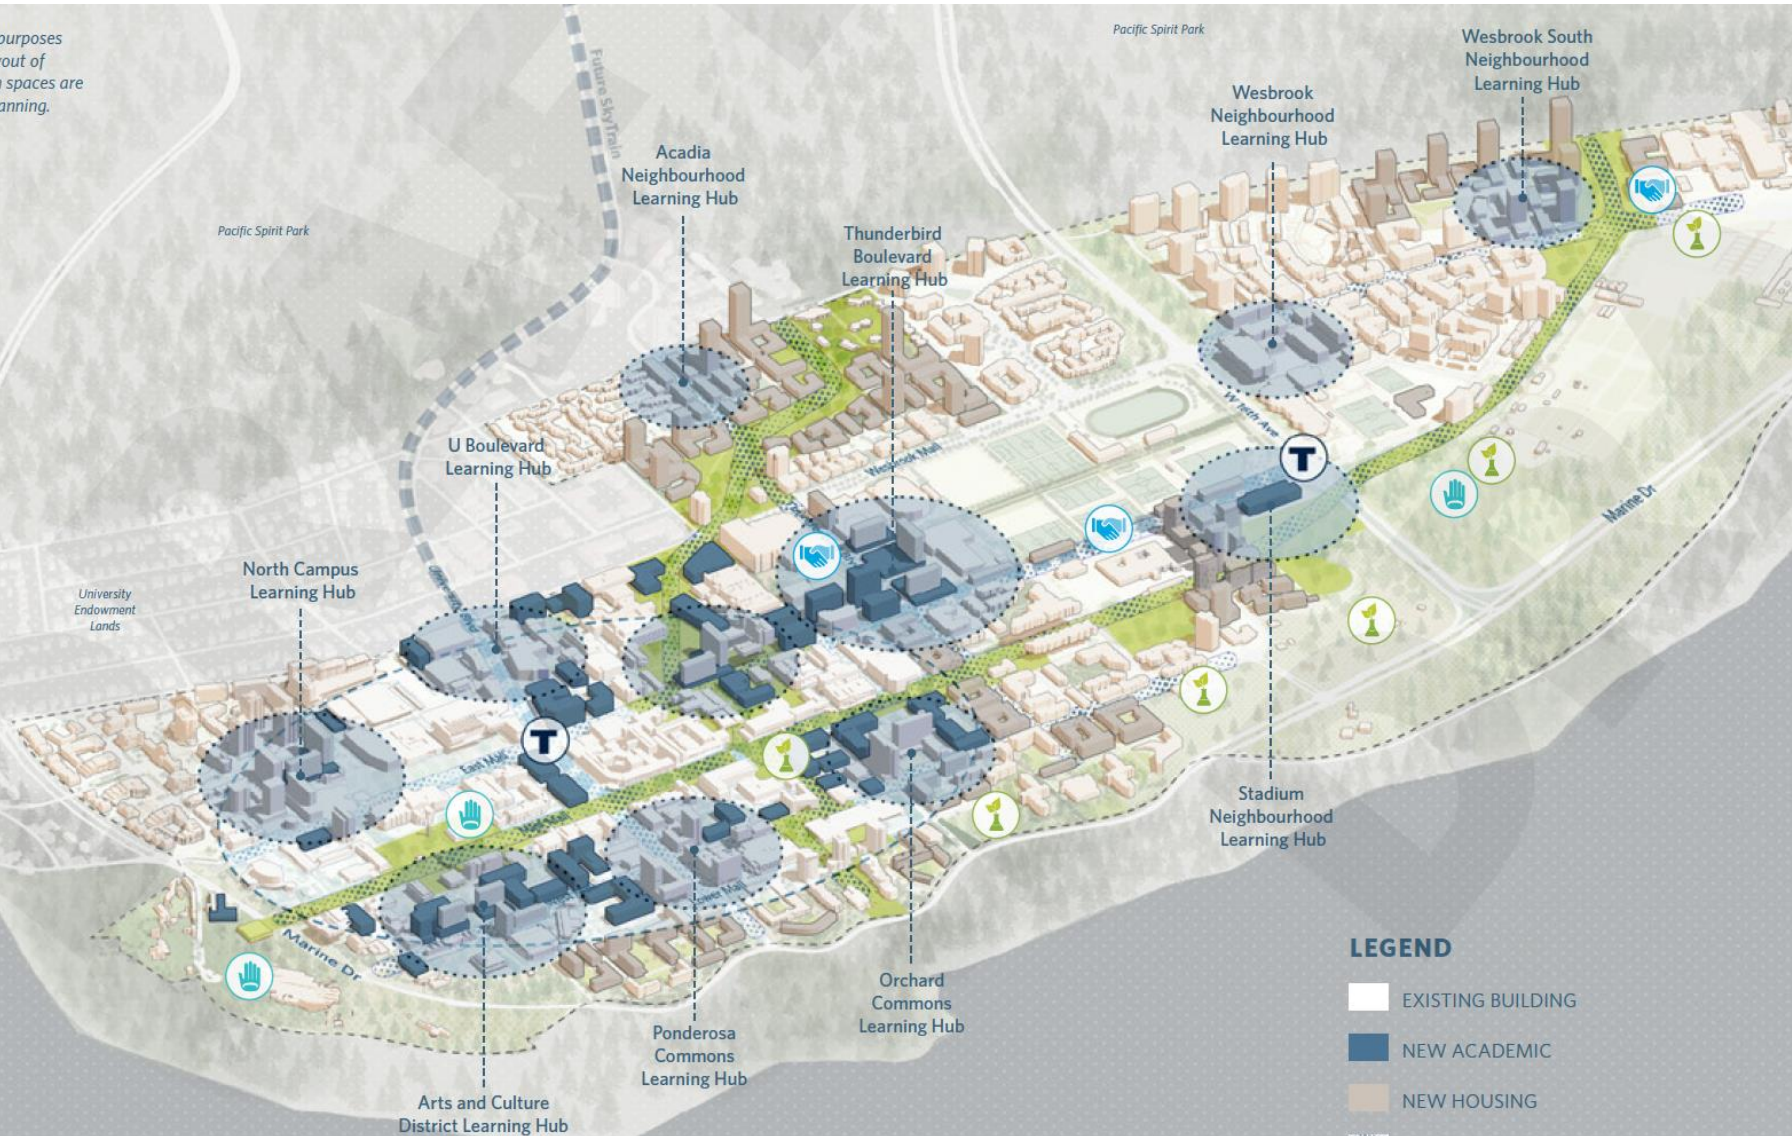 purposes
out of
spaces are
anning.
Pacific Spirit Park
Wesbrook South
Neighbourhood
Learning Hub
Wesbrook
Neighbourhood
Learning Hub
Future SkyTrain
Acadia
Neighbourhood
Learning Hub
Pacific Spirit Park
Thunderbird
Boulevard
Learning Hub
W 16th Ave
U Boulevard
Learning Hub
Wesbrook Mall
T
Marine Dr
North Campus
Learning Hub
University
Endowment
Lands
T
East Mall
Stadium
Neighbourhood
Learning Hub
Lower Mall
Marine Dr
Orchard
Commons
Learning Hub
Ponderosa
Commons
Learning Hub
Arts and Culture
District Learning Hub
LEGEND
EXISTING BUILDING
NEW ACADEMIC
NEW HOUSING